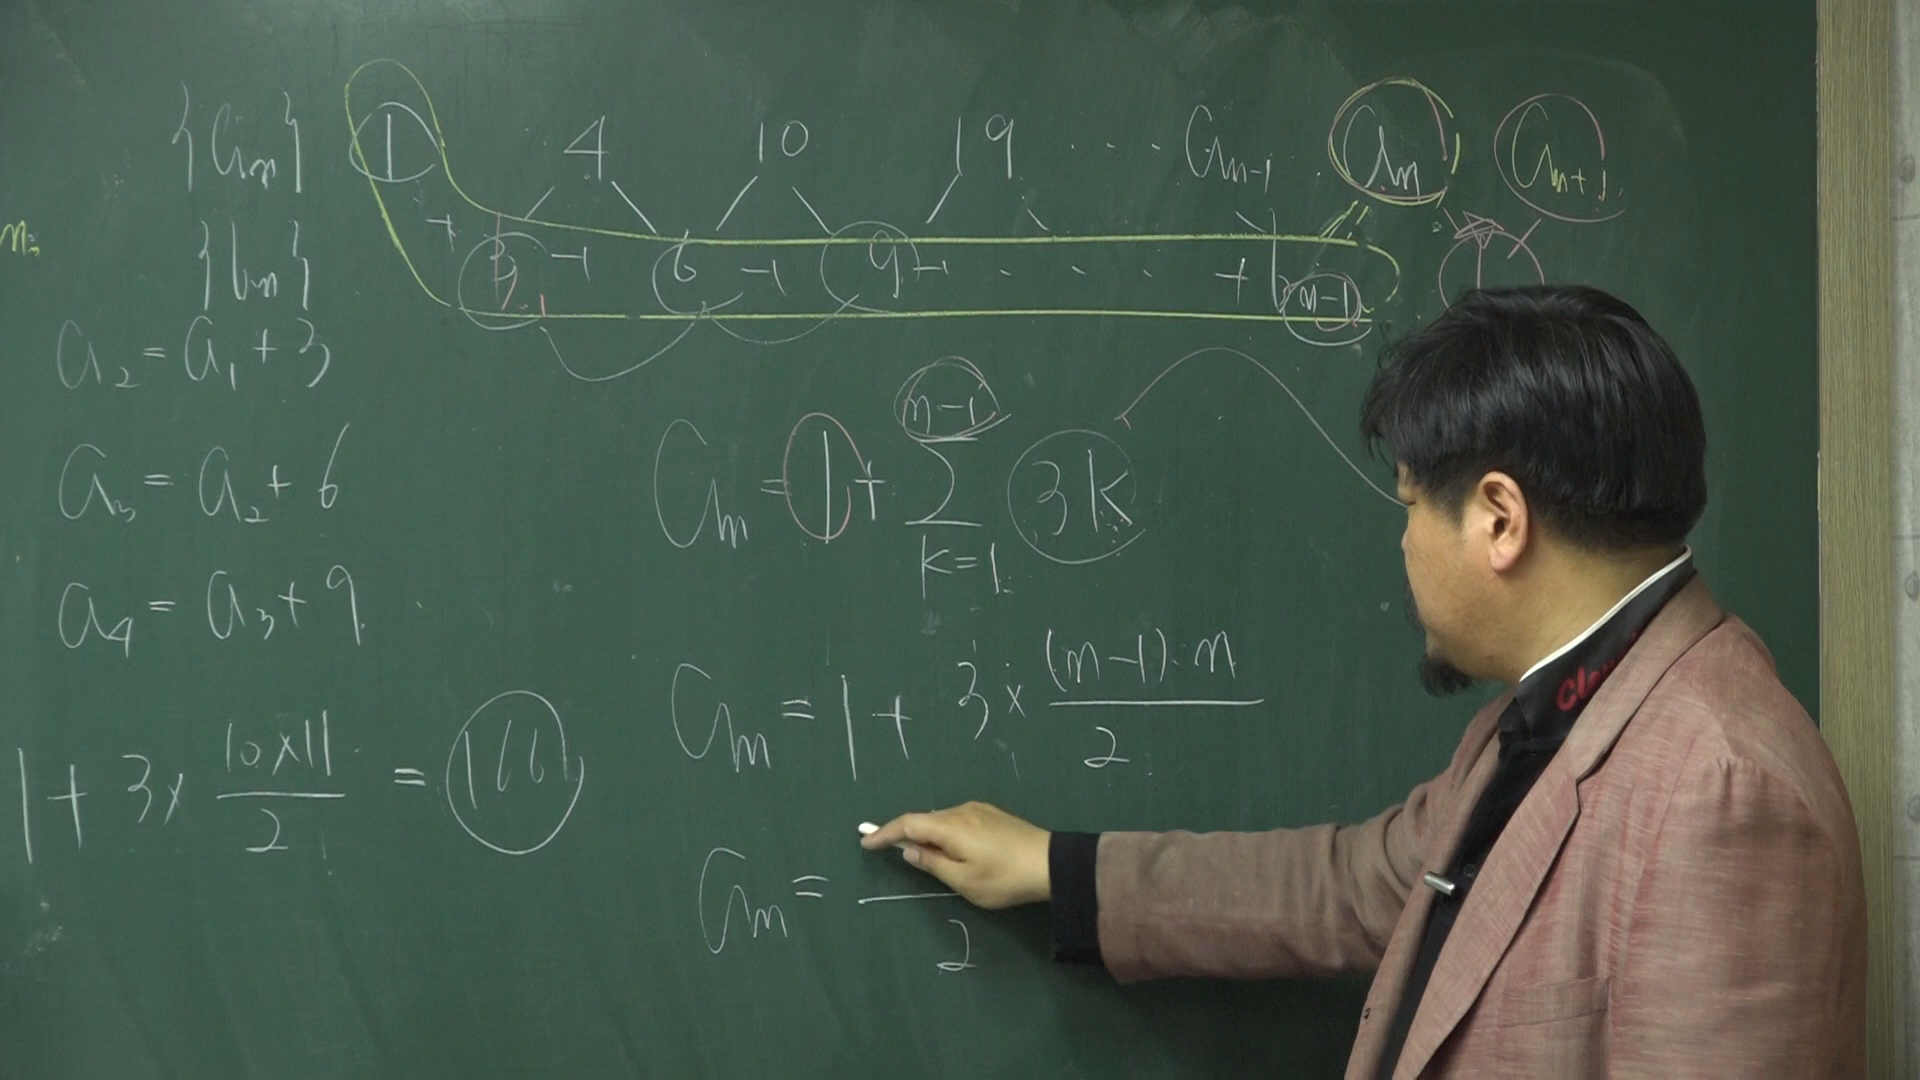 {aₙ} 1 4 10 19 ... aₙ₋₁ aₙ aₙ₊₁
{bₙ} + 3 + 6 + 9 + ... + bₙ₋₁
a₂ = a₁ + 3
a₃ = a₂ + 6
a₄ = a₃ + 9
1 + 3 × (10×11)/2 = 166
aₙ = 1 + Σ_{k=1}^{n-1} 3k
aₙ = 1 + 3 × ((n-1)·n)/2
aₙ = /2